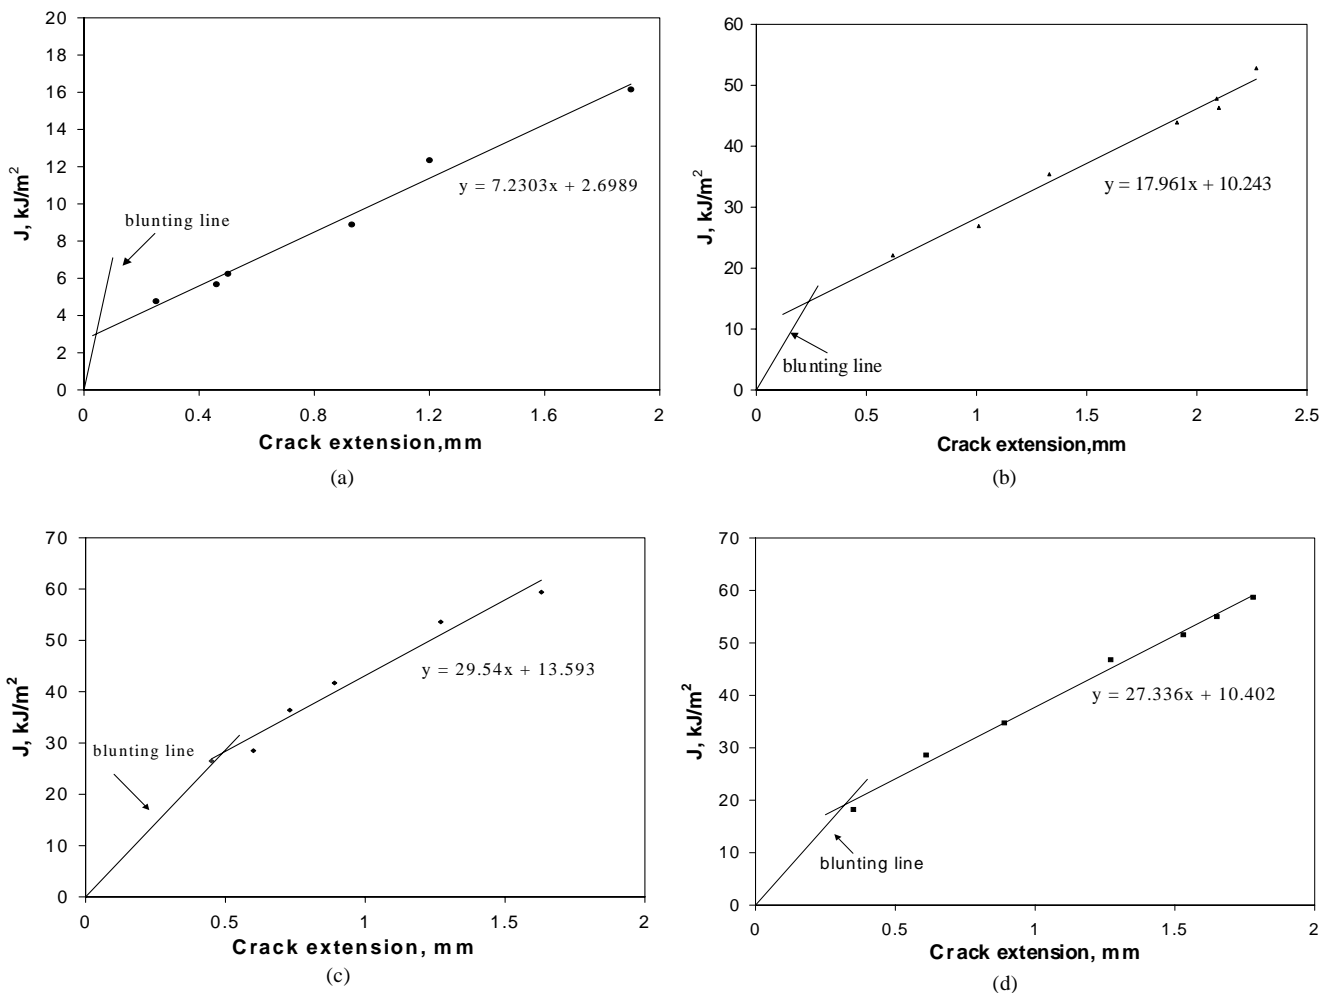 20
18
16
14
12
10
8
6
4
2
0
J, kJ/m2
blunting line
y = 7.2303x + 2.6989
0 0.4 0.8 1.2 1.6 2
Crack extension,mm
(a)
60
50
40
30
20
10
0
J, kJ/m2
y = 17.961x + 10.243
blunting line
0 0.5 1 1.5 2 2.5
Crack extension,mm
(b)
70
60
50
40
30
20
10
0
J, kJ/m2
y = 29.54x + 13.593
blunting line
0 0.5 1 1.5 2
Crack extension, mm
(c)
70
60
50
40
30
20
10
0
J, kJ/m2
y = 27.336x + 10.402
blunting line
0 0.5 1 1.5 2
Crack extension, mm
(d)